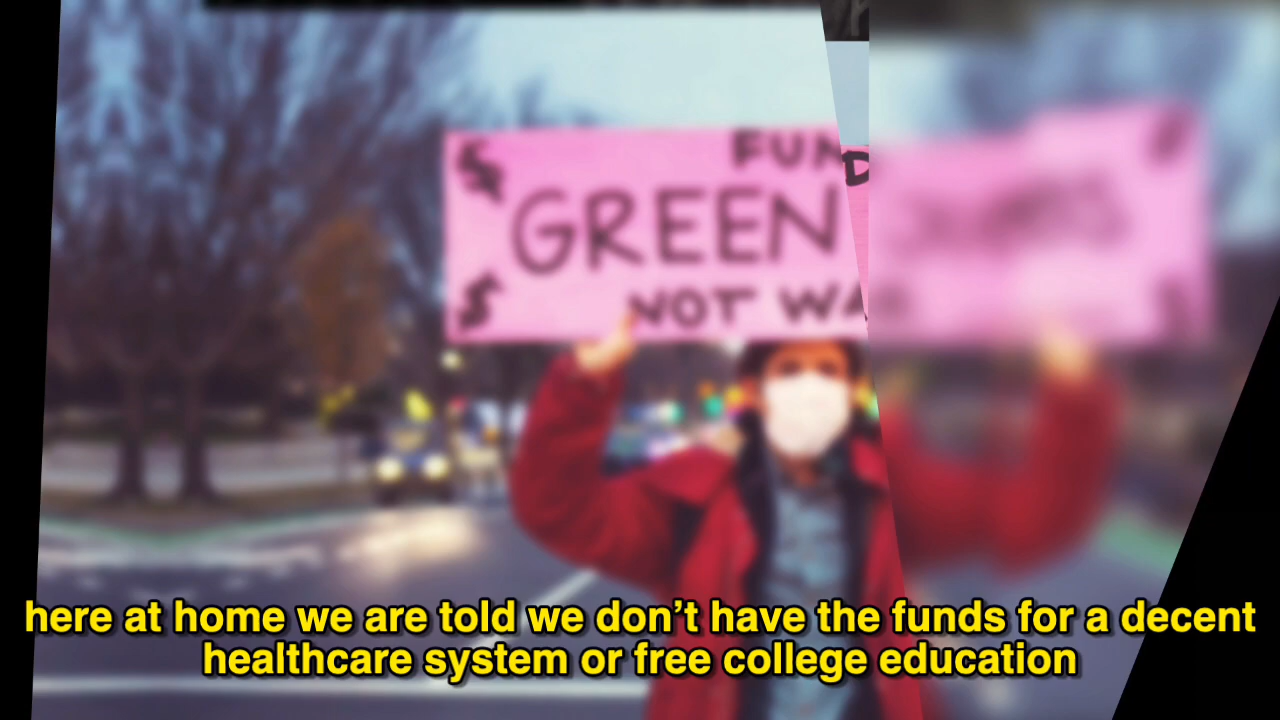 FUN
D
$
GREEN
$
NOT WA
here at home we are told we don't have the funds for a decent
healthcare system or free college education